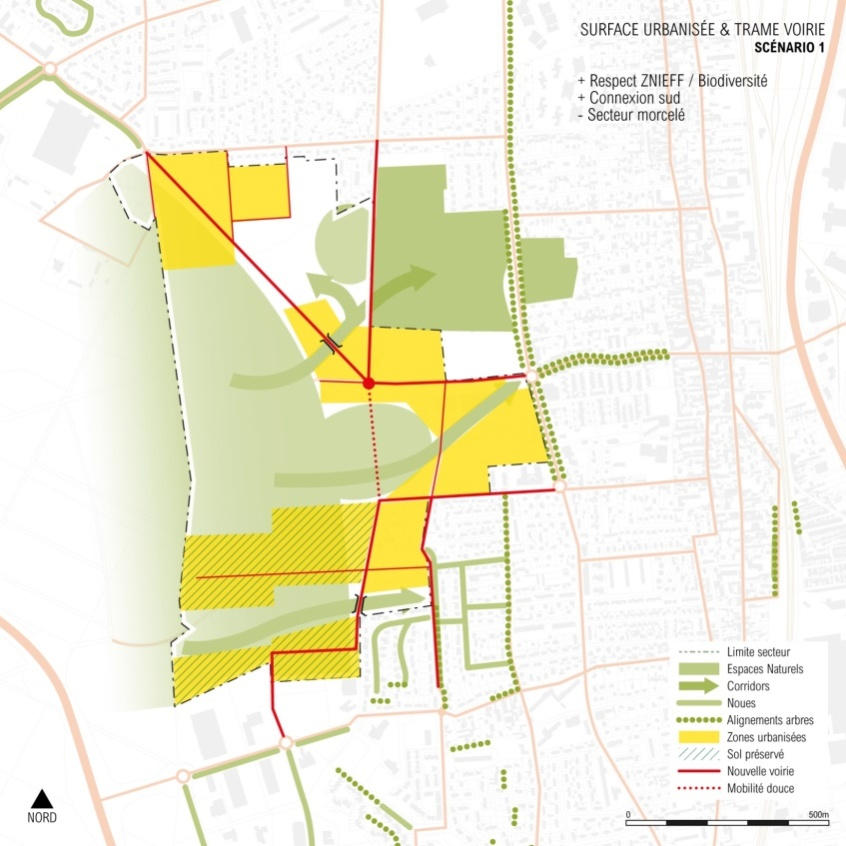 SURFACE URBANISÉE & TRAME VOIRIE
SCÉNARIO 1
+ Respect ZNIEFF / Biodiversité
+ Connexion sud
- Secteur morcelé
Limite secteur
Espaces Naturels
Corridors
Noues
Alignements arbres
Zones urbanisées
Sol préservé
Nouvelle voirie
Mobilité douce
NORD
0 500m